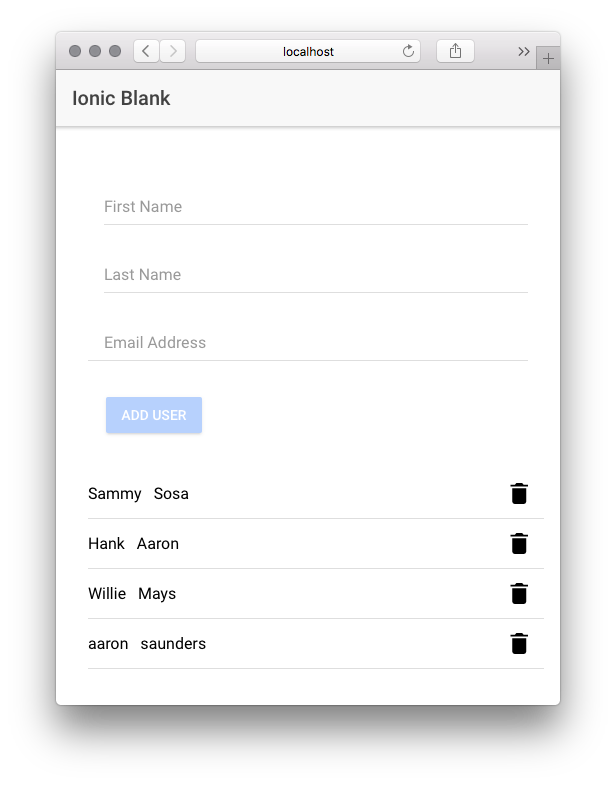 localhost
Ionic Blank
First Name
Last Name
Email Address
ADD USER
Sammy Sosa
Hank Aaron
Willie Mays
aaron saunders